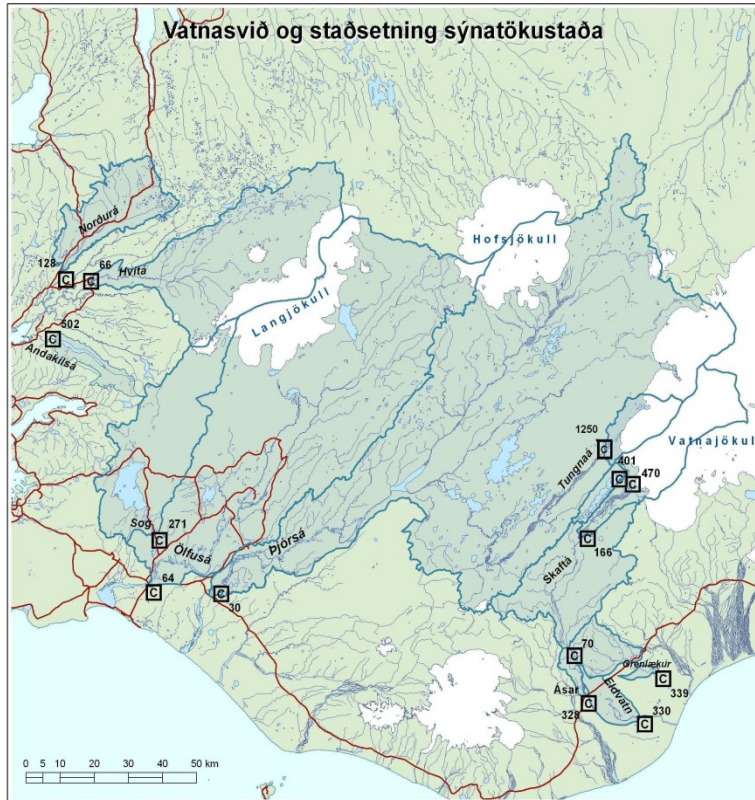 Vatnasvið og staðsetning sýnatökustaða
Norðurá
Hofsjökull
128
C
66
C
Hvítá
Langjökull
502
C
Andakílsá
1250
C
Tungnaá
401
C
470
C
Vatnajökull
Sog
271
C
Ölfusá
Þjórsá
166
C
Skaftá
64
C
30
C
70
C
Grenlækur
339
C
Eldvatn
Ásar
328
C
330
C
0 5 10 20 30 40 50 km